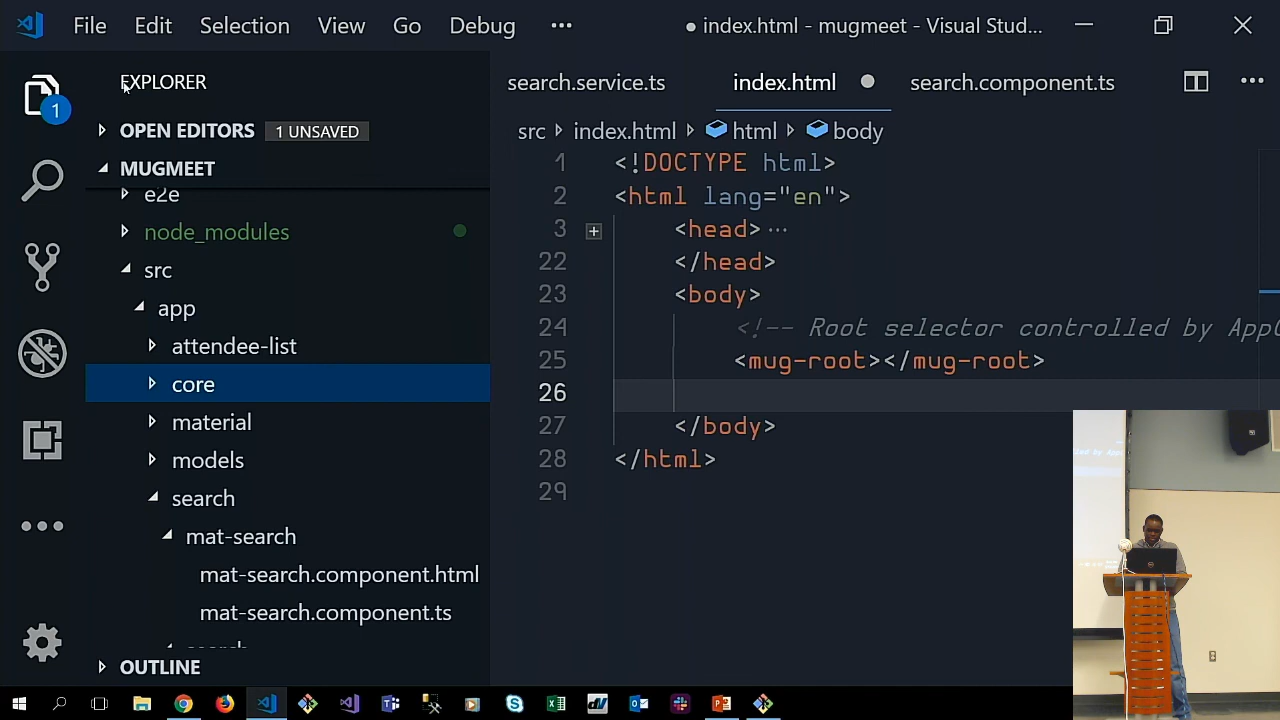 File Edit Selection View Go Debug ···
● index.html - mugmeet - Visual Stud...
EXPLORER
1
OPEN EDITORS 1 UNSAVED
MUGMEET
e2e
node_modules
src
app
attendee-list
core
material
models
search
mat-search
mat-search.component.html
mat-search.component.ts
OUTLINE
search.service.ts index.html search.component.ts
src index.html html body
1 <!DOCTYPE html>
2 <html lang="en">
3 <head>···
22 </head>
23 <body>
24 <!-- Root selector controlled by App
25 <mug-root></mug-root>
26
27 </body>
28 </html>
29